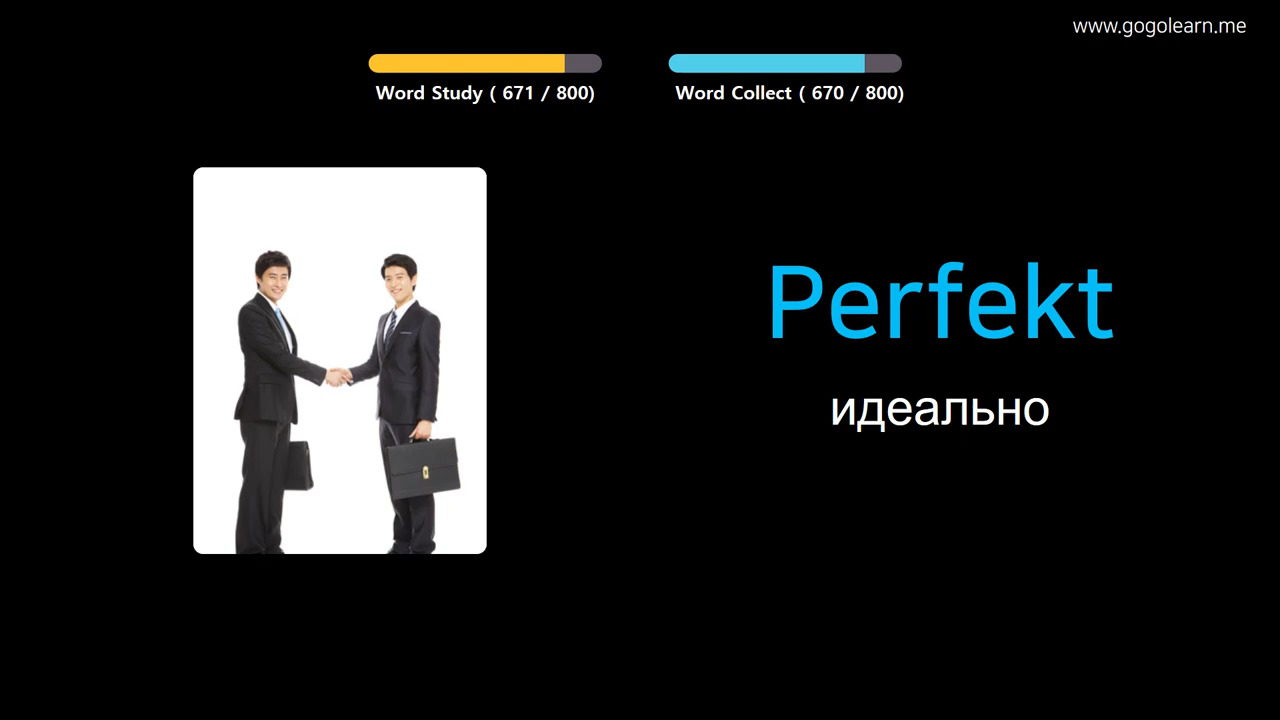 www.gogolearn.me
Word Study ( 671 / 800)
Word Collect ( 670 / 800)
Perfekt
идеально